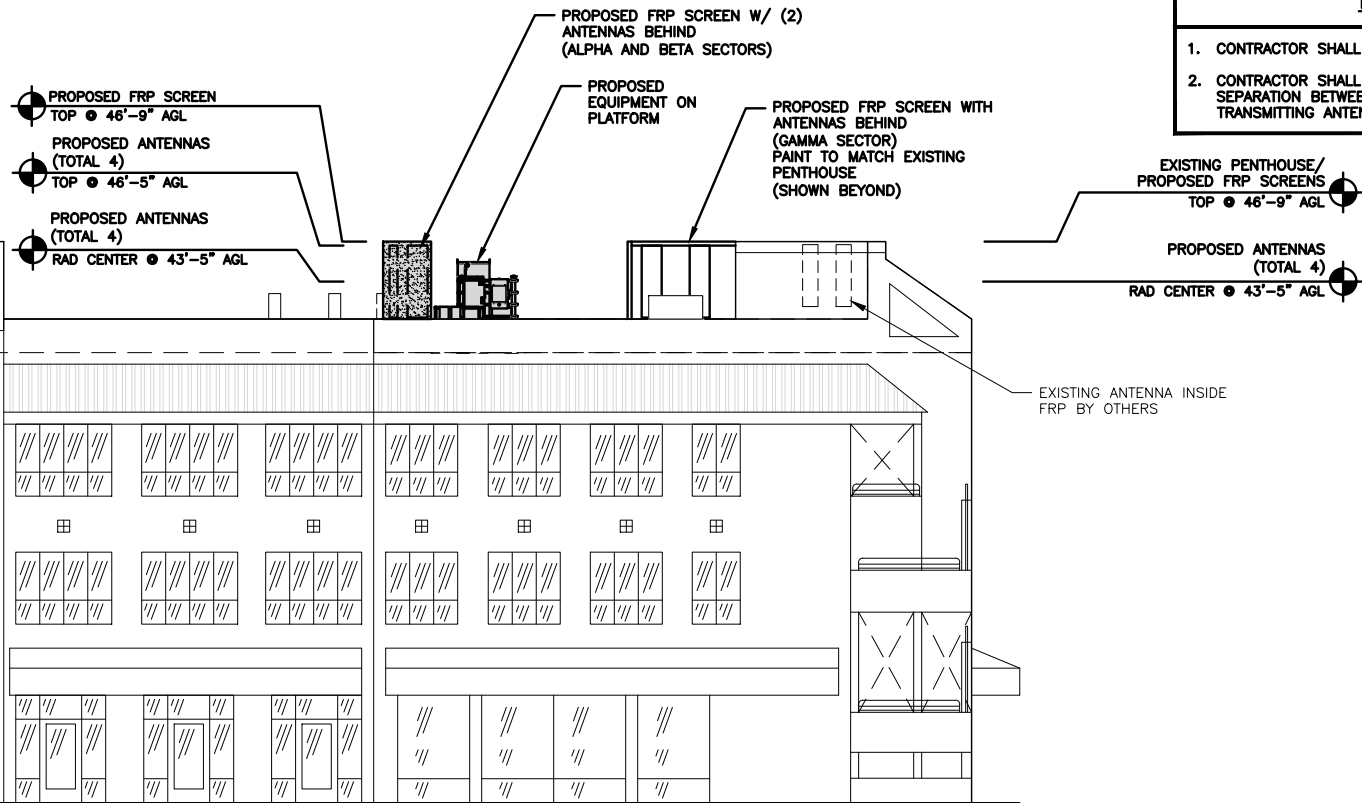 PROPOSED FRP SCREEN W/ (2)
ANTENNAS BEHIND
(ALPHA AND BETA SECTORS)
PROPOSED
EQUIPMENT ON
PLATFORM
PROPOSED FRP SCREEN WITH
ANTENNAS BEHIND
(GAMMA SECTOR)
PAINT TO MATCH EXISTING
PENTHOUSE
(SHOWN BEYOND)
1. CONTRACTOR SHALL
2. CONTRACTOR SHALL
SEPARATION BETWE
TRANSMITTING ANTE
PROPOSED FRP SCREEN
TOP @ 46'-9" AGL
PROPOSED ANTENNAS
(TOTAL 4)
TOP @ 46'-5" AGL
PROPOSED ANTENNAS
(TOTAL 4)
RAD CENTER @ 43'-5" AGL
EXISTING PENTHOUSE/
PROPOSED FRP SCREENS
TOP @ 46'-9" AGL
PROPOSED ANTENNAS
(TOTAL 4)
RAD CENTER @ 43'-5" AGL
EXISTING ANTENNA INSIDE
FRP BY OTHERS